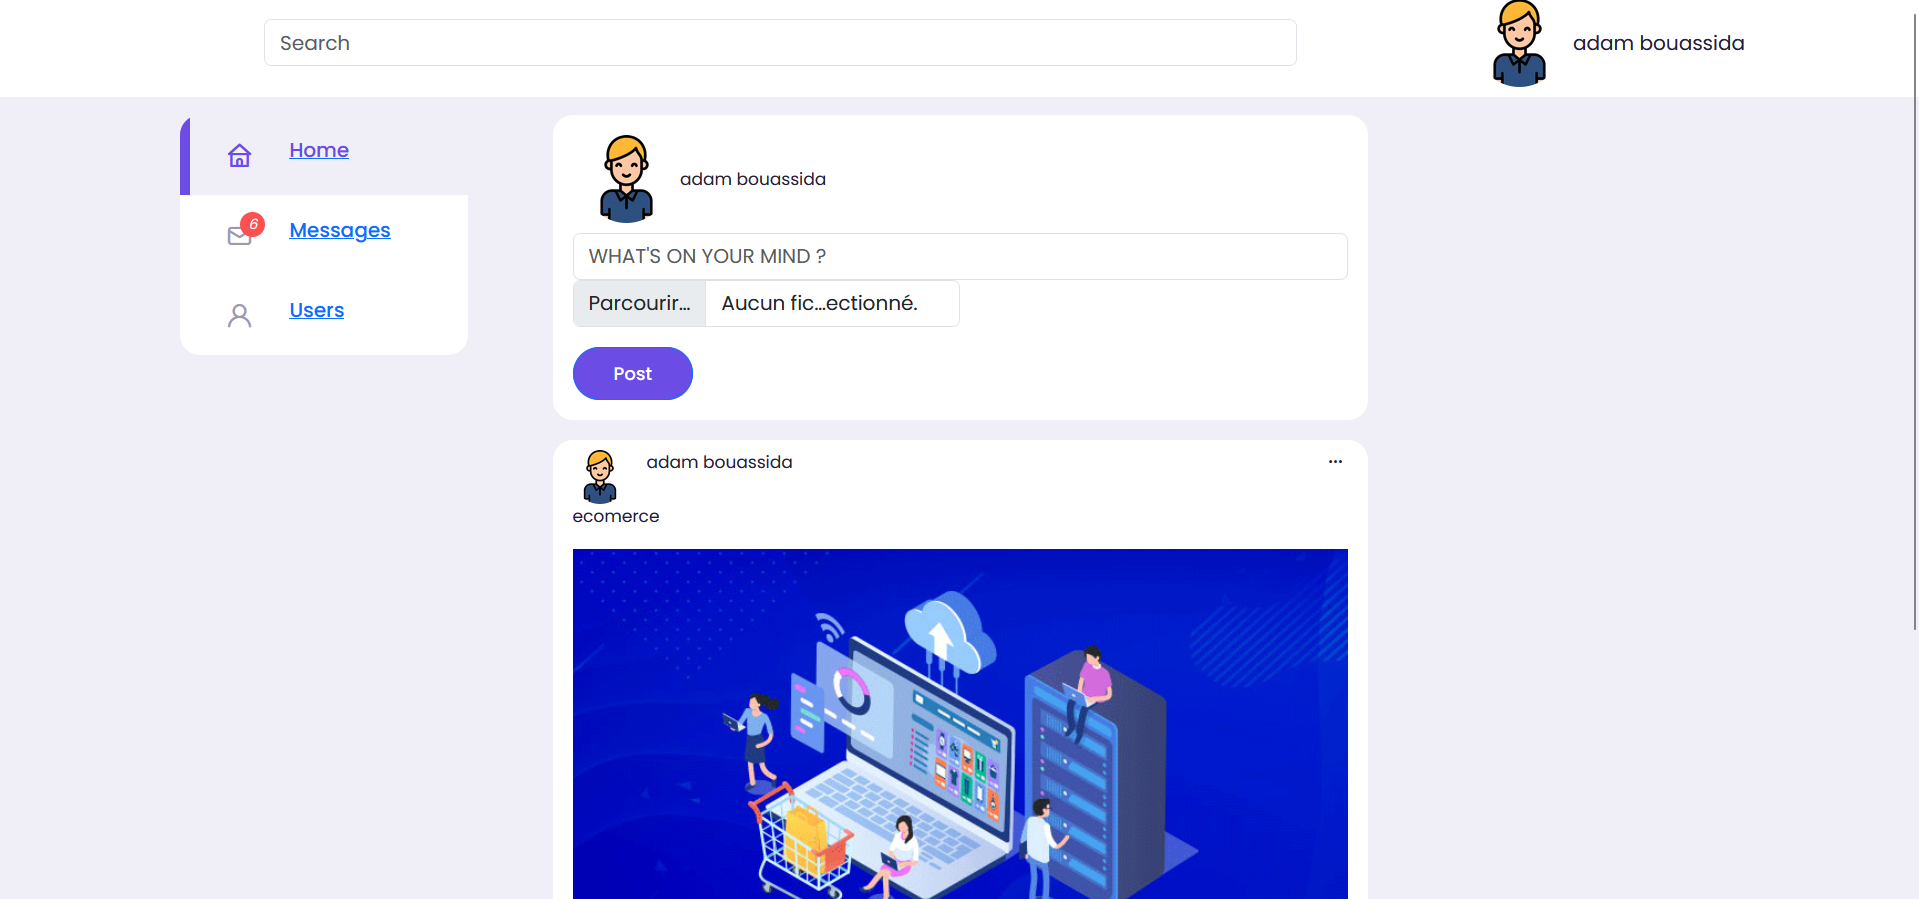 Search
adam bouassida
Home
6
Messages
Users
adam bouassida
WHAT'S ON YOUR MIND ?
Parcourir... Aucun fic...ectionné.
Post
adam bouassida
ecomerce